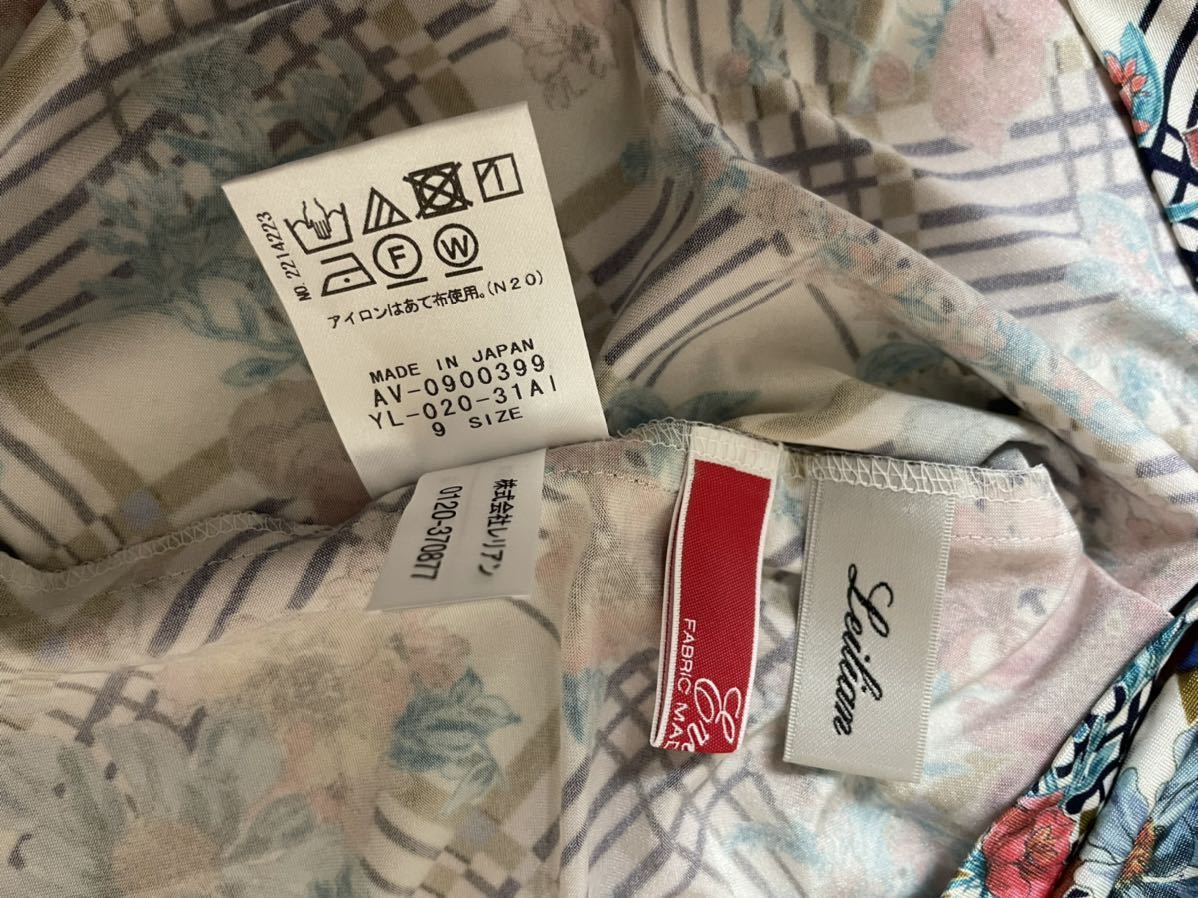 NO. 2214223
F
W
アイロンはあて布使用。(N20)
MADE IN JAPAN
AV-0900399
YL-020-31AI
9 SIZE
株式会社レリアン
0120-370877
FABRIC MAD
Leilian